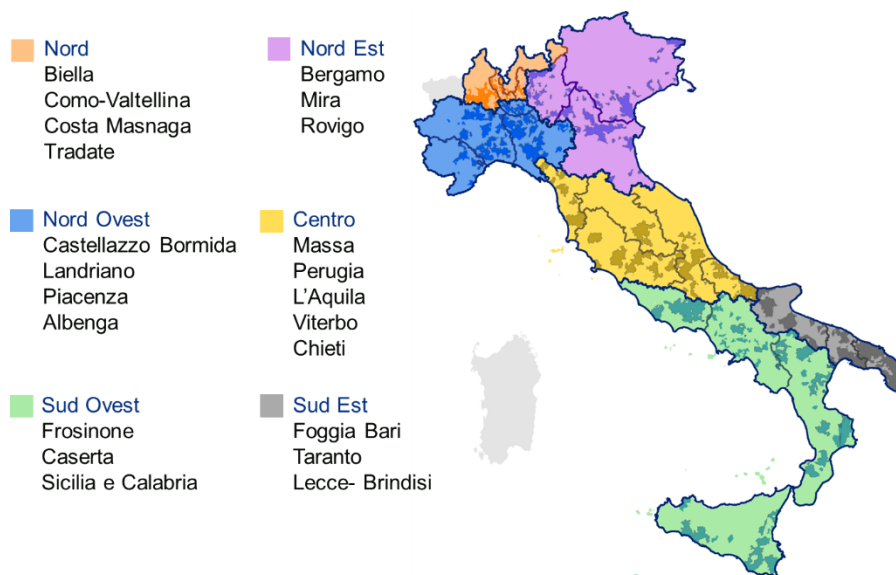 Nord
Biella
Como-Valtellina
Costa Masnaga
Tradate
Nord Est
Bergamo
Mira
Rovigo
Nord Ovest
Castellazzo Bormida
Landriano
Piacenza
Albenga
Centro
Massa
Perugia
L'Aquila
Viterbo
Chieti
Sud Ovest
Frosinone
Caserta
Sicilia e Calabria
Sud Est
Foggia Bari
Taranto
Lecce- Brindisi